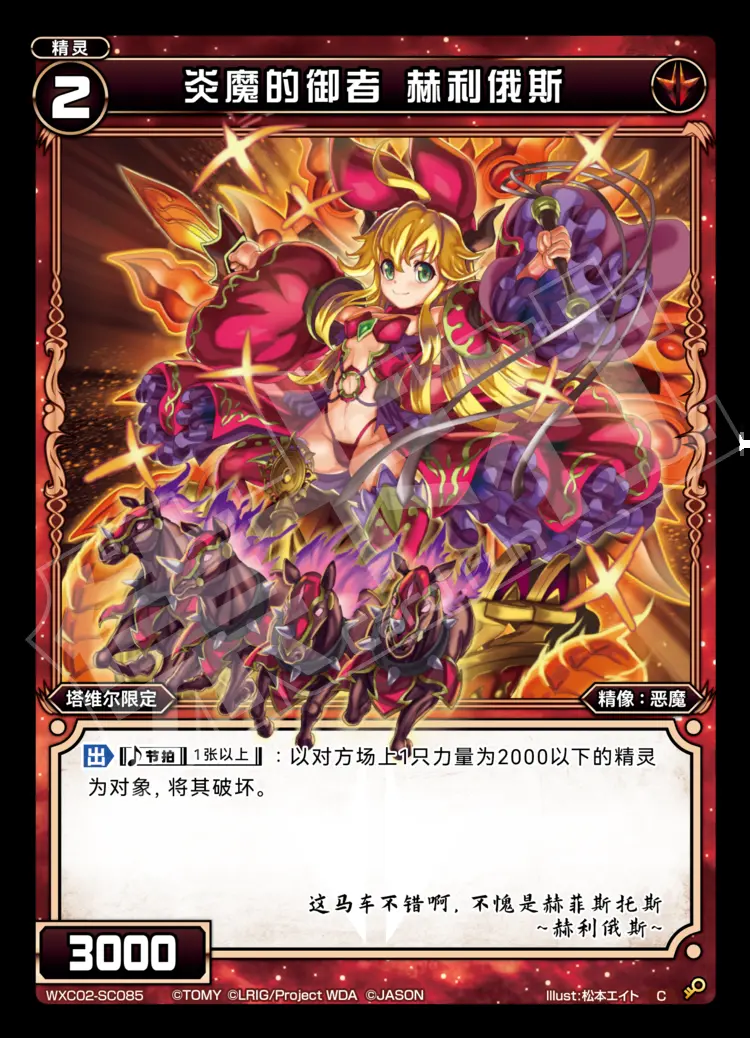 精灵
2
炎魔的御者 赫利俄斯
塔维尔限定
精像：恶魔
出 ♪节拍 1张以上：以对方场上1只力量为2000以下的精灵
为对象，将其破坏。
这马车不错啊，不愧是赫菲斯托斯
~赫利俄斯~
3000
WXC02-SC085 ©TOMY ©LRIG/Project WDA ©JASON Illust:松本エイト C